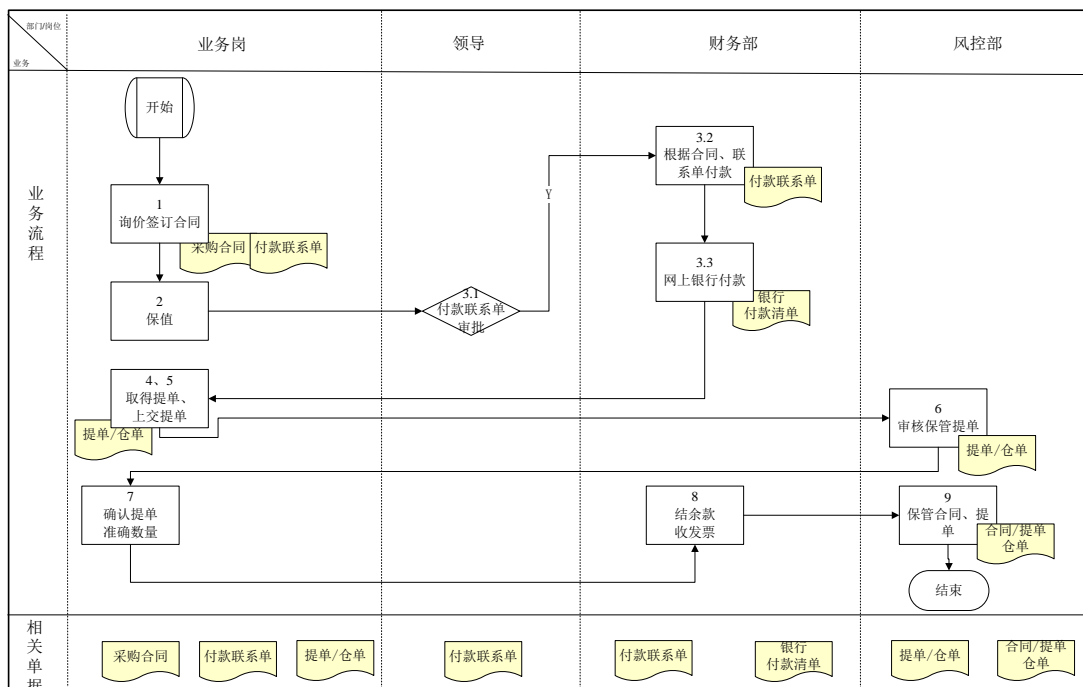 部门/岗位
业务
业务岗
领导
财务部
风控部
业务流程
开始
1
询价签订合同
采购合同
付款联系单
2
保值
3.1
付款联系单
审批
Y
3.2
根据合同、联
系单付款
付款联系单
3.3
网上银行付款
银行
付款清单
4、5
取得提单、
上交提单
提单/仓单
6
审核保管提单
提单/仓单
7
确认提单
准确数量
8
结余款
收发票
9
保管合同、提
单
合同/提单
仓单
结束
相关单据
采购合同
付款联系单
提单/仓单
付款联系单
付款联系单
银行
付款清单
提单/仓单
合同/提单
仓单